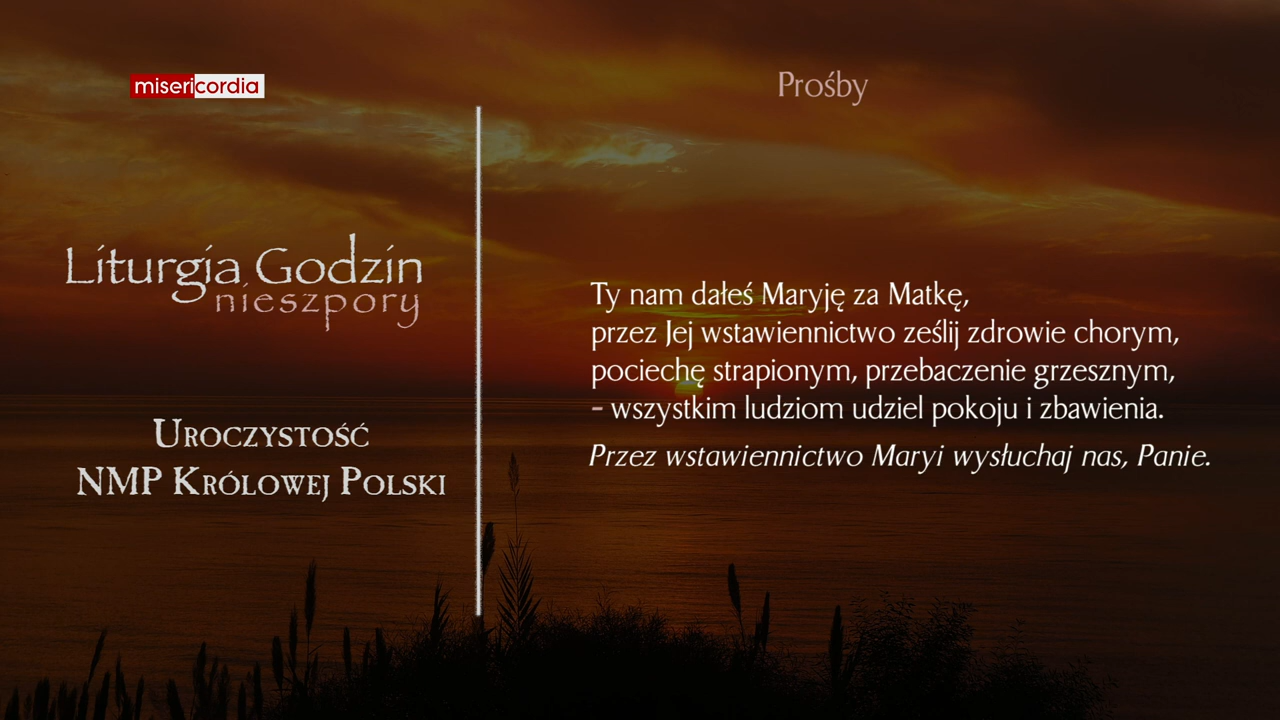 misericordia
Liturgia Godzin
nieszpory
Uroczystość
NMP Królowej Polski
Prośby
Ty nam dałeś Maryję za Matkę,
przez Jej wstawiennictwo ześlij zdrowie chorym,
pociechę strapionym, przebaczenie grzesznym,
- wszystkim ludziom udziel pokoju i zbawienia.
Przez wstawiennictwo Maryi wysłuchaj nas, Panie.